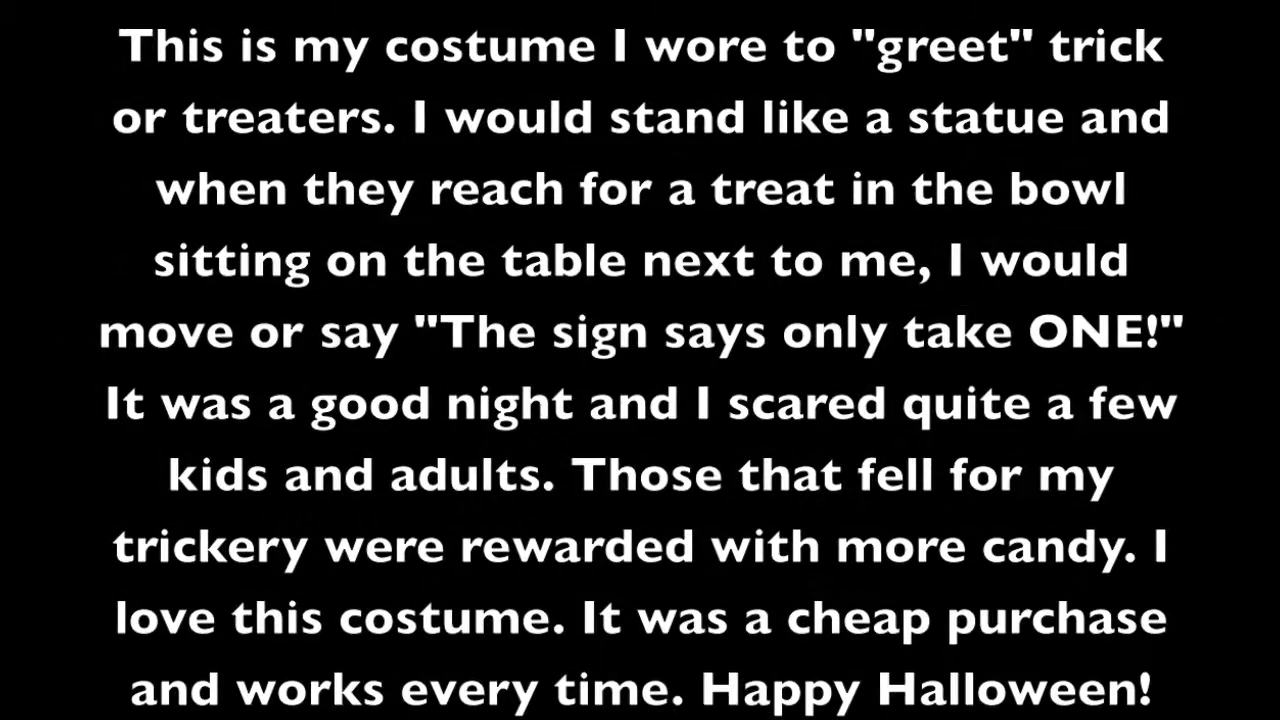 This is my costume I wore to "greet" trick
or treaters. I would stand like a statue and
when they reach for a treat in the bowl
sitting on the table next to me, I would
move or say "The sign says only take ONE!"
It was a good night and I scared quite a few
kids and adults. Those that fell for my
trickery were rewarded with more candy. I
love this costume. It was a cheap purchase
and works every time. Happy Halloween!